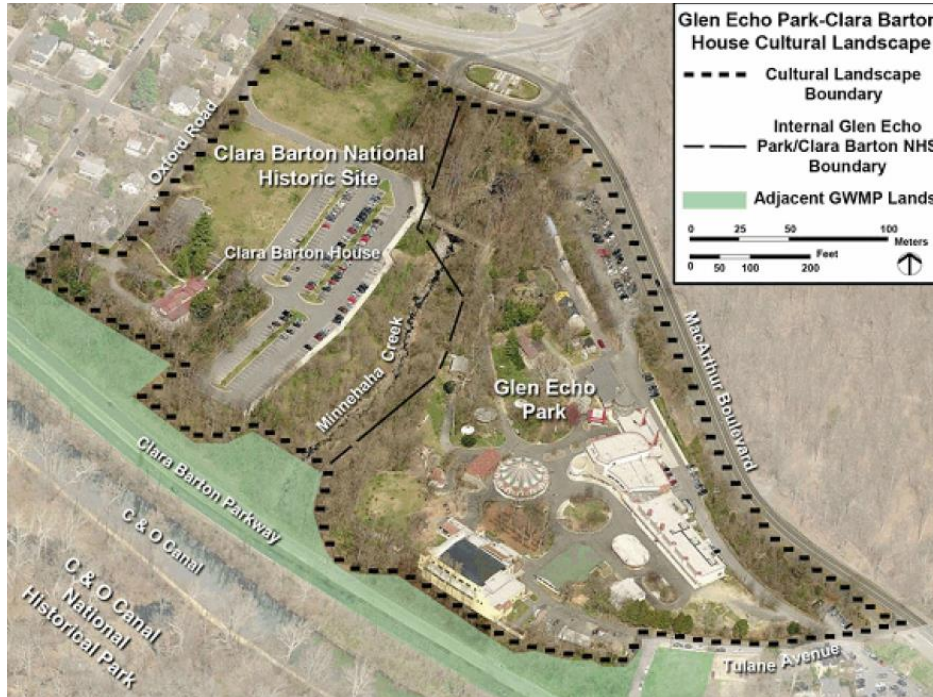 Glen Echo Park-Clara Barton
House Cultural Landscape
Cultural Landscape
Boundary
Internal Glen Echo
Park/Clara Barton NHS
Boundary
Adjacent GWMP Lands
0 25 50 100
Meters
Feet
0 50 100 200
Oxford Road
Clara Barton National
Historic Site
Clara Barton House
Minnehaha Creek
Glen Echo
Park
MacArthur Boulevard
Clara Barton Parkway
C & O Canal
C & O Canal
National
Historical Park
Tulane Avenue